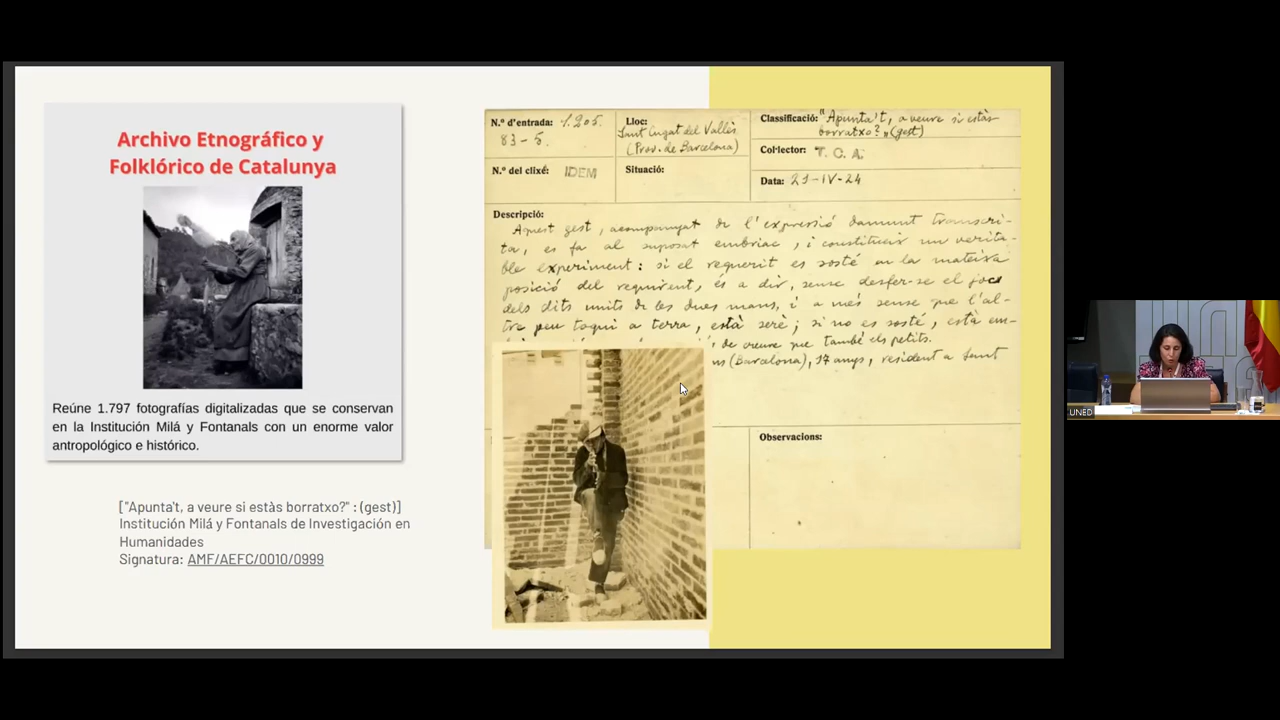 Archivo Etnográfico y
Folklórico de Catalunya
Reúne 1.797 fotografías digitalizadas que se conservan
en la Institución Milá y Fontanals con un enorme valor
antropológico e histórico.
["Apunta't, a veure si estàs borratxo?" : (gest)]
Institución Milá y Fontanals de Investigación en
Humanidades
Signatura: AMF/AEFC/0010/0999
N.º d'entrada: 1.205.
83-5.
Lloc:
Sant Cugat del Vallès
(Prov. de Barcelona)
Classificació: "Apunta't, a veure si estàs
borratxo?" (gest)
Col·lector: T. C. A.
N.º del clixé: IDEM
Situació:
Data: 21-IV-24
Descripció:
Aquest gest, acompanyat de l'expressió damunt transcri-
ta, es fa al suposat embriac, i constitueix un verita-
ble experiment: si el requerit es sosté en la mateixa
posició del requirent, és a dir, sense desfer-se el joc
dels dits units de les dues mans, i a més sense que l'al-
tre peu toqui a terra, està serè; si no es sosté, està em-
de creure que també els petits.
(Barcelona), 17 anys, resident a Sant
Observacions:
UNED